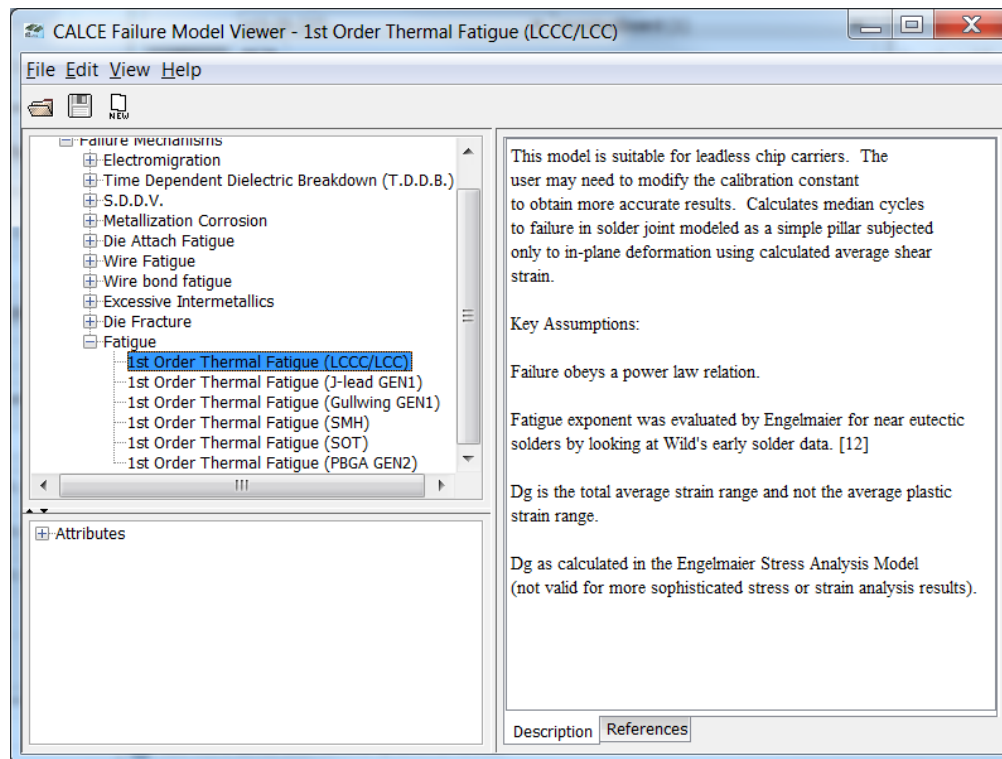 CALCE Failure Model Viewer - 1st Order Thermal Fatigue (LCCC/LCC)
File Edit View Help
NEW
Failure Mechanisms
Electromigration
Time Dependent Dielectric Breakdown (T.D.D.B.)
S.D.D.V.
Metallization Corrosion
Die Attach Fatigue
Wire Fatigue
Wire bond fatigue
Excessive Intermetallics
Die Fracture
Fatigue
1st Order Thermal Fatigue (LCCC/LCC)
1st Order Thermal Fatigue (J-lead GEN1)
1st Order Thermal Fatigue (Gullwing GEN1)
1st Order Thermal Fatigue (SMH)
1st Order Thermal Fatigue (SOT)
1st Order Thermal Fatigue (PBGA GEN2)
Attributes
This model is suitable for leadless chip carriers. The
user may need to modify the calibration constant
to obtain more accurate results. Calculates median cycles
to failure in solder joint modeled as a simple pillar subjected
only to in-plane deformation using calculated average shear
strain.
Key Assumptions:
Failure obeys a power law relation.
Fatigue exponent was evaluated by Engelmaier for near eutectic
solders by looking at Wild's early solder data. [12]
Dg is the total average strain range and not the average plastic
strain range.
Dg as calculated in the Engelmaier Stress Analysis Model
(not valid for more sophisticated stress or strain analysis results).
Description References